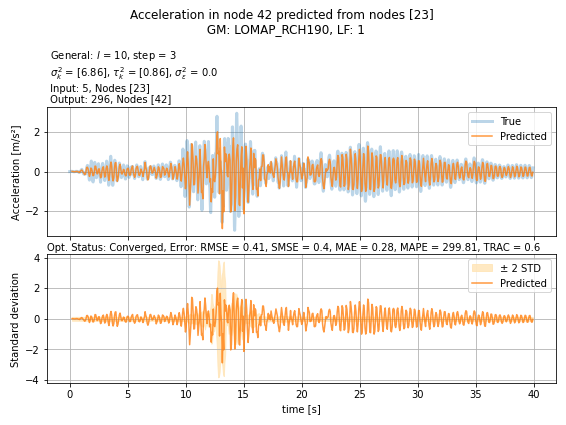 Acceleration in node 42 predicted from nodes [23]
GM: LOMAP_RCH190, LF: 1
General: l = 10, step = 3
σ²ₖ = [6.86], τ²ₖ = [0.86], σ²ε = 0.0
Input: 5, Nodes [23]
Output: 296, Nodes [42]
Acceleration [m/s²]
2
0
−2
True
Predicted
Opt. Status: Converged, Error: RMSE = 0.41, SMSE = 0.4, MAE = 0.28, MAPE = 299.81, TRAC = 0.6
Standard deviation
4
2
0
−2
−4
± 2 STD
Predicted
0 5 10 15 20 25 30 35 40
time [s]